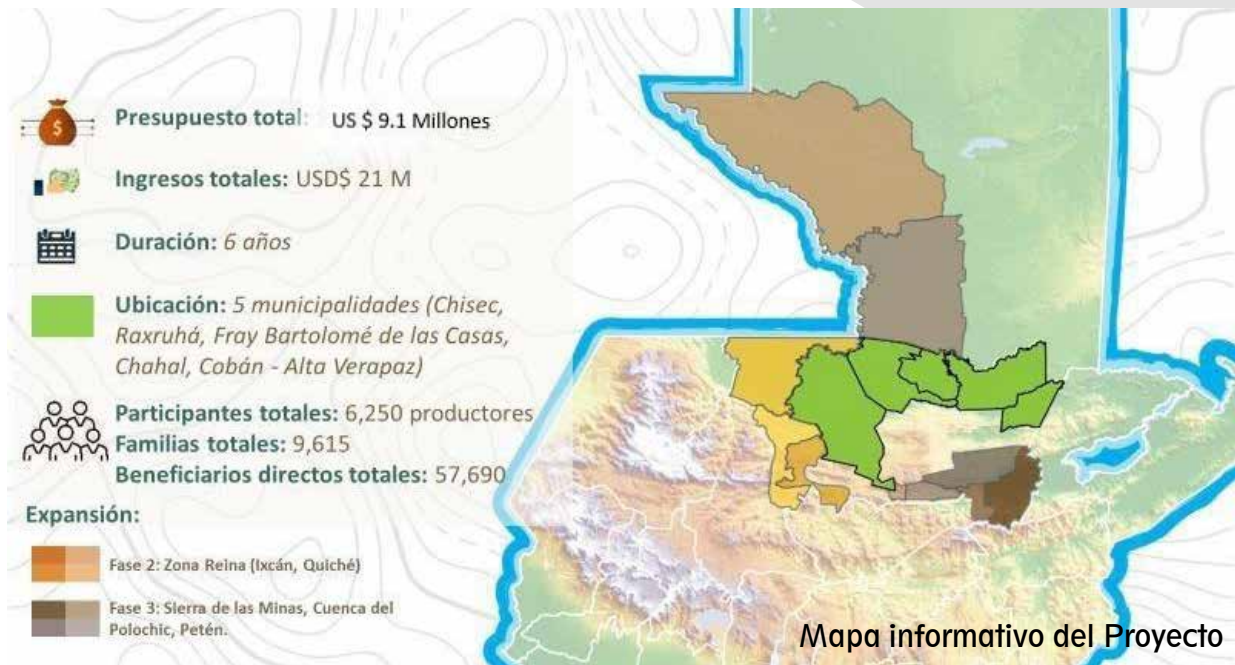 Presupuesto total: US $ 9.1 Millones
Ingresos totales: USD$ 21 M
Duración: 6 años
Ubicación: 5 municipalidades (Chisec,
Raxruhá, Fray Bartolomé de las Casas,
Chahal, Cobán - Alta Verapaz)
Participantes totales: 6,250 productores
Familias totales: 9,615
Beneficiarios directos totales: 57,690
Expansión:
Fase 2: Zona Reina (Ixcán, Quiché)
Fase 3: Sierra de las Minas, Cuenca del
Polochic, Petén.
Mapa informativo del Proyecto